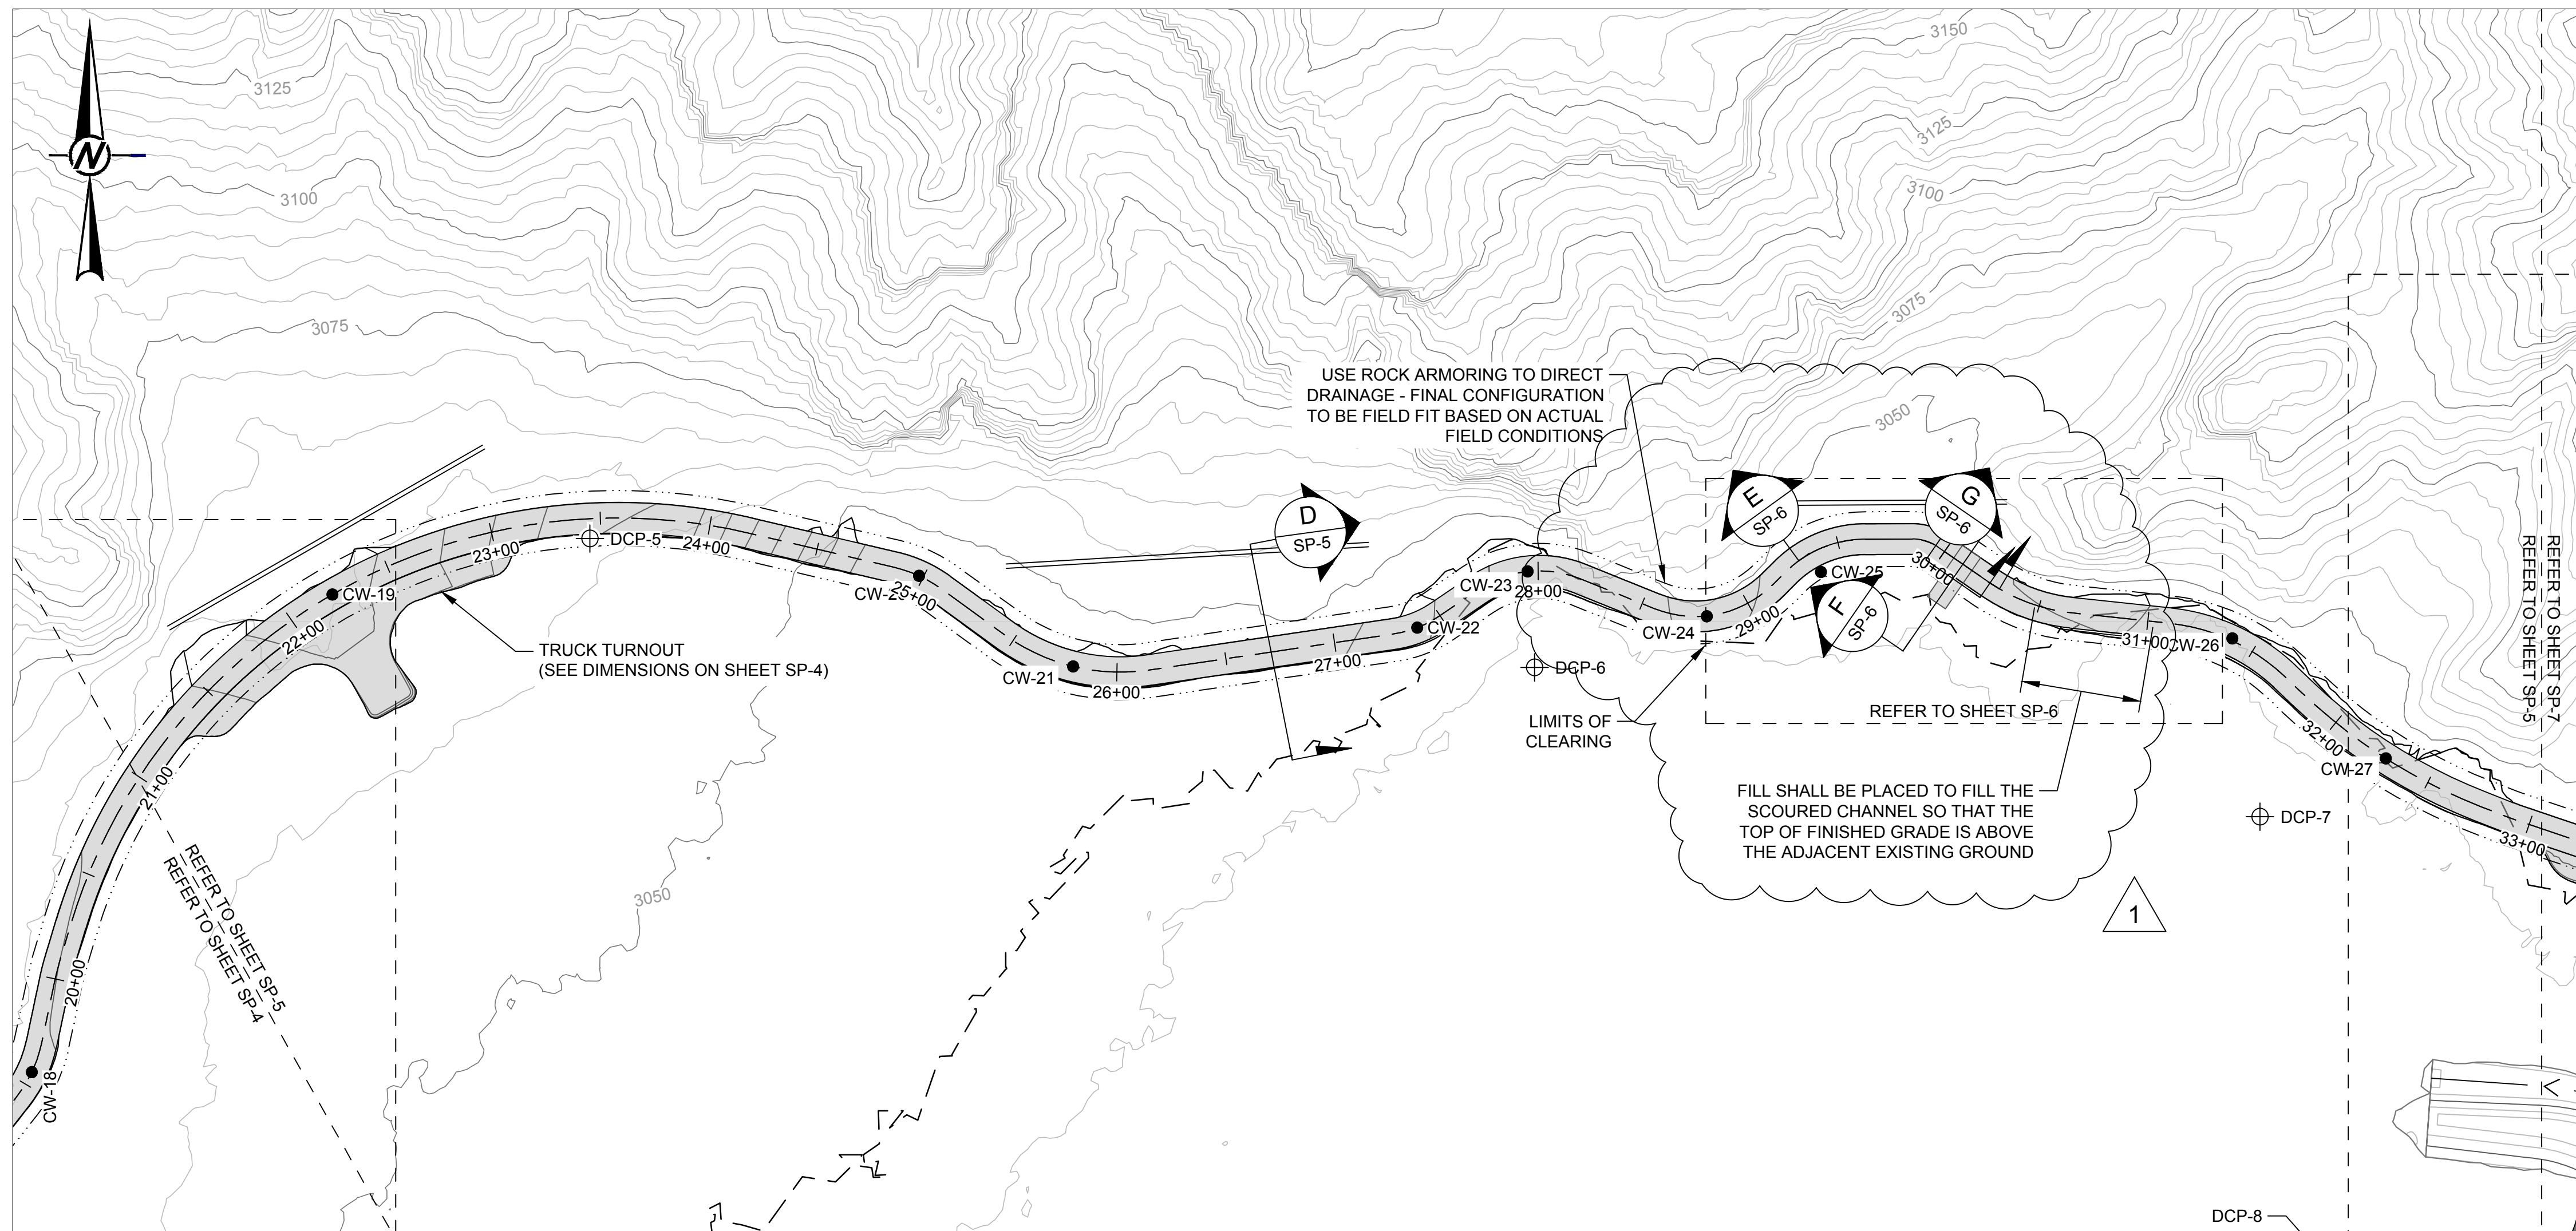 3150
3125
3125
N
3100
3100
3075
3075
USE ROCK ARMORING TO DIRECT
DRAINAGE - FINAL CONFIGURATION
TO BE FIELD FIT BASED ON ACTUAL
FIELD CONDITIONS
3050
E
SP-6
G
SP-6
D
SP-5
F
SP-6
DCP-5
23+00
24+00
CW-19
22+00
25+00
CW-21
26+00
27+00
CW-22
CW-23
28+00
CW-24
29+00
CW-25
30+00
31+00
CW-26
TRUCK TURNOUT
(SEE DIMENSIONS ON SHEET SP-4)
DCP-6
LIMITS OF
CLEARING
REFER TO SHEET SP-6
REFER TO SHEET SP-5
REFER TO SHEET SP-7
32+00
CW-27
DCP-7
33+00
FILL SHALL BE PLACED TO FILL THE
SCOURED CHANNEL SO THAT THE
TOP OF FINISHED GRADE IS ABOVE
THE ADJACENT EXISTING GROUND
1
21+00
REFER TO SHEET SP-5
REFER TO SHEET SP-4
20+00
CW-18
3050
DCP-8